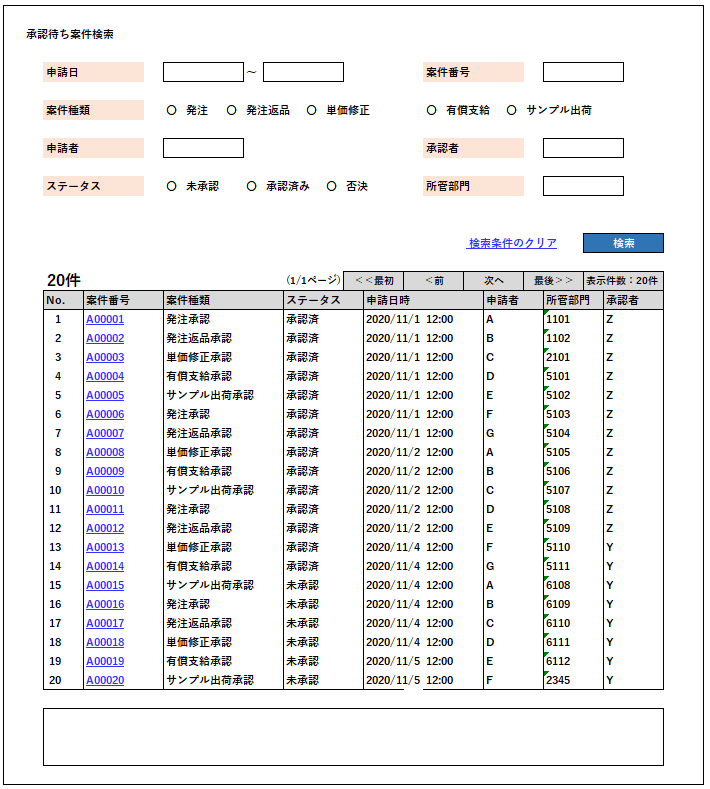 承認待ち案件検索
申請日 ～ 案件番号
案件種類 〇 発注 〇 発注返品 〇 単価修正 〇 有償支給 〇 サンプル出荷
申請者 承認者
ステータス 〇 未承認 〇 承認済み 〇 否決 所管部門
検索条件のクリア 検索
20件 (1/1ページ) <<最初 <前 次へ 最後>> 表示件数：20件
No. 案件番号 案件種類 ステータス 申請日時 申請者 所管部門 承認者
1 A00001 発注承認 承認済 2020/11/1 12:00 A 1101 Z
2 A00002 発注返品承認 承認済 2020/11/1 12:00 B 1102 Z
3 A00003 単価修正承認 承認済 2020/11/1 12:00 C 2101 Z
4 A00004 有償支給承認 承認済 2020/11/1 12:00 D 5101 Z
5 A00005 サンプル出荷承認 承認済 2020/11/1 12:00 E 5102 Z
6 A00006 発注承認 承認済 2020/11/1 12:00 F 5103 Z
7 A00007 発注返品承認 承認済 2020/11/1 12:00 G 5104 Z
8 A00008 単価修正承認 承認済 2020/11/2 12:00 A 5105 Z
9 A00009 有償支給承認 承認済 2020/11/2 12:00 B 5106 Z
10 A00010 サンプル出荷承認 承認済 2020/11/2 12:00 C 5107 Z
11 A00011 発注承認 承認済 2020/11/2 12:00 D 5108 Z
12 A00012 発注返品承認 承認済 2020/11/2 12:00 E 5109 Z
13 A00013 単価修正承認 承認済 2020/11/4 12:00 F 5110 Y
14 A00014 有償支給承認 承認済 2020/11/4 12:00 G 5111 Y
15 A00015 サンプル出荷承認 未承認 2020/11/4 12:00 A 6108 Y
16 A00016 発注承認 未承認 2020/11/4 12:00 B 6109 Y
17 A00017 発注返品承認 未承認 2020/11/4 12:00 C 6110 Y
18 A00018 単価修正承認 未承認 2020/11/4 12:00 D 6111 Y
19 A00019 有償支給承認 未承認 2020/11/5 12:00 E 6112 Y
20 A00020 サンプル出荷承認 未承認 2020/11/5 12:00 F 2345 Y